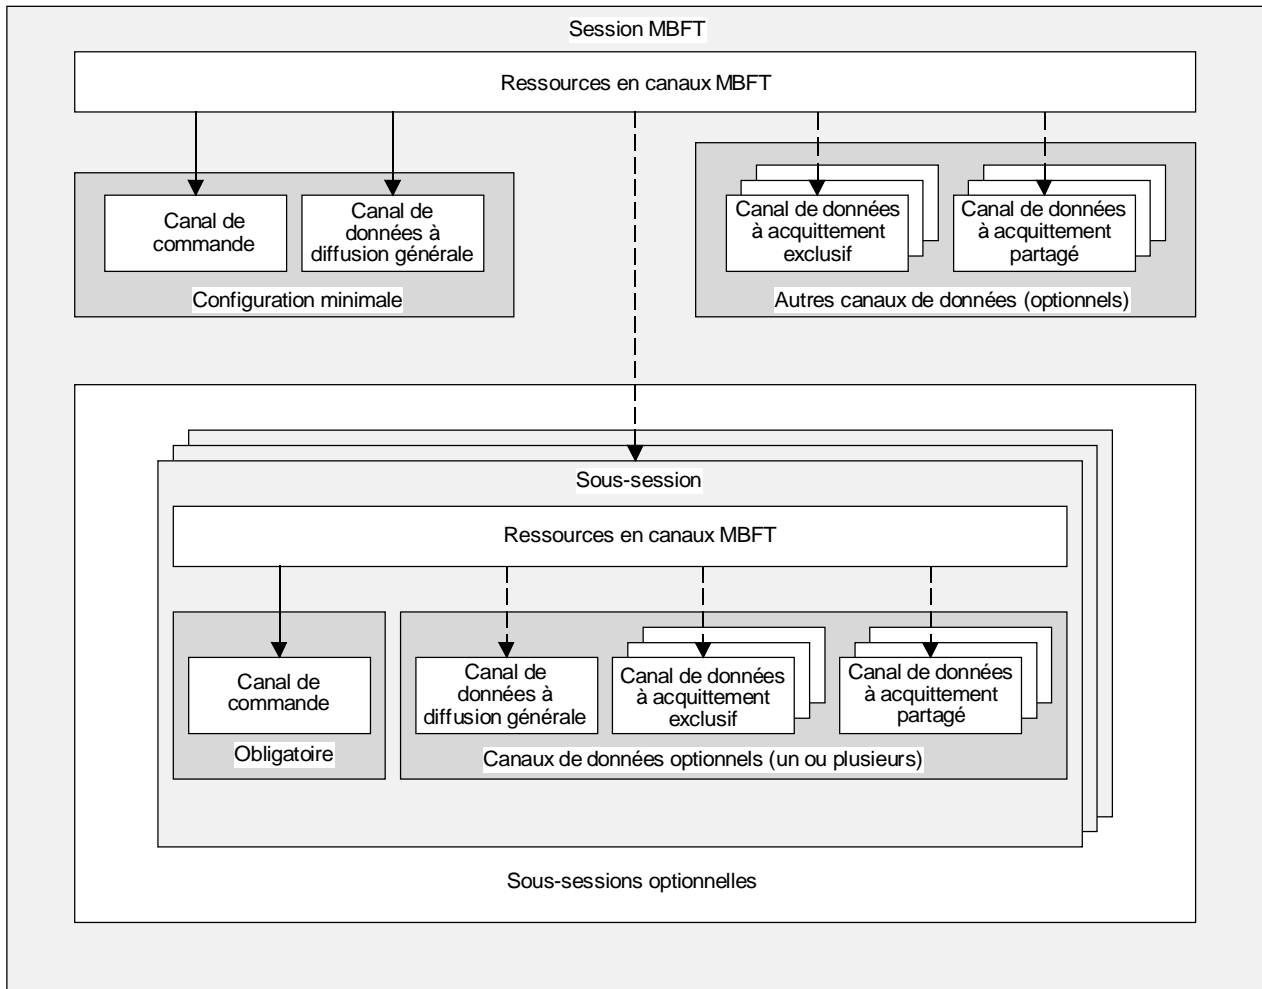 Session MBFT
Ressources en canaux MBFT
Canal de
commande
Canal de
données à
diffusion générale
Configuration minimale
Canal de données
à acquittement
exclusif
Canal de données
à acquittement
partagé
Autres canaux de données (optionnels)
Sous-session
Ressources en canaux MBFT
Canal de
commande
Obligatoire
Canal de
données à
diffusion générale
Canal de données
à acquittement
exclusif
Canal de données
à acquittement
partagé
Canaux de données optionnels (un ou plusieurs)
Sous-sessions optionnelles